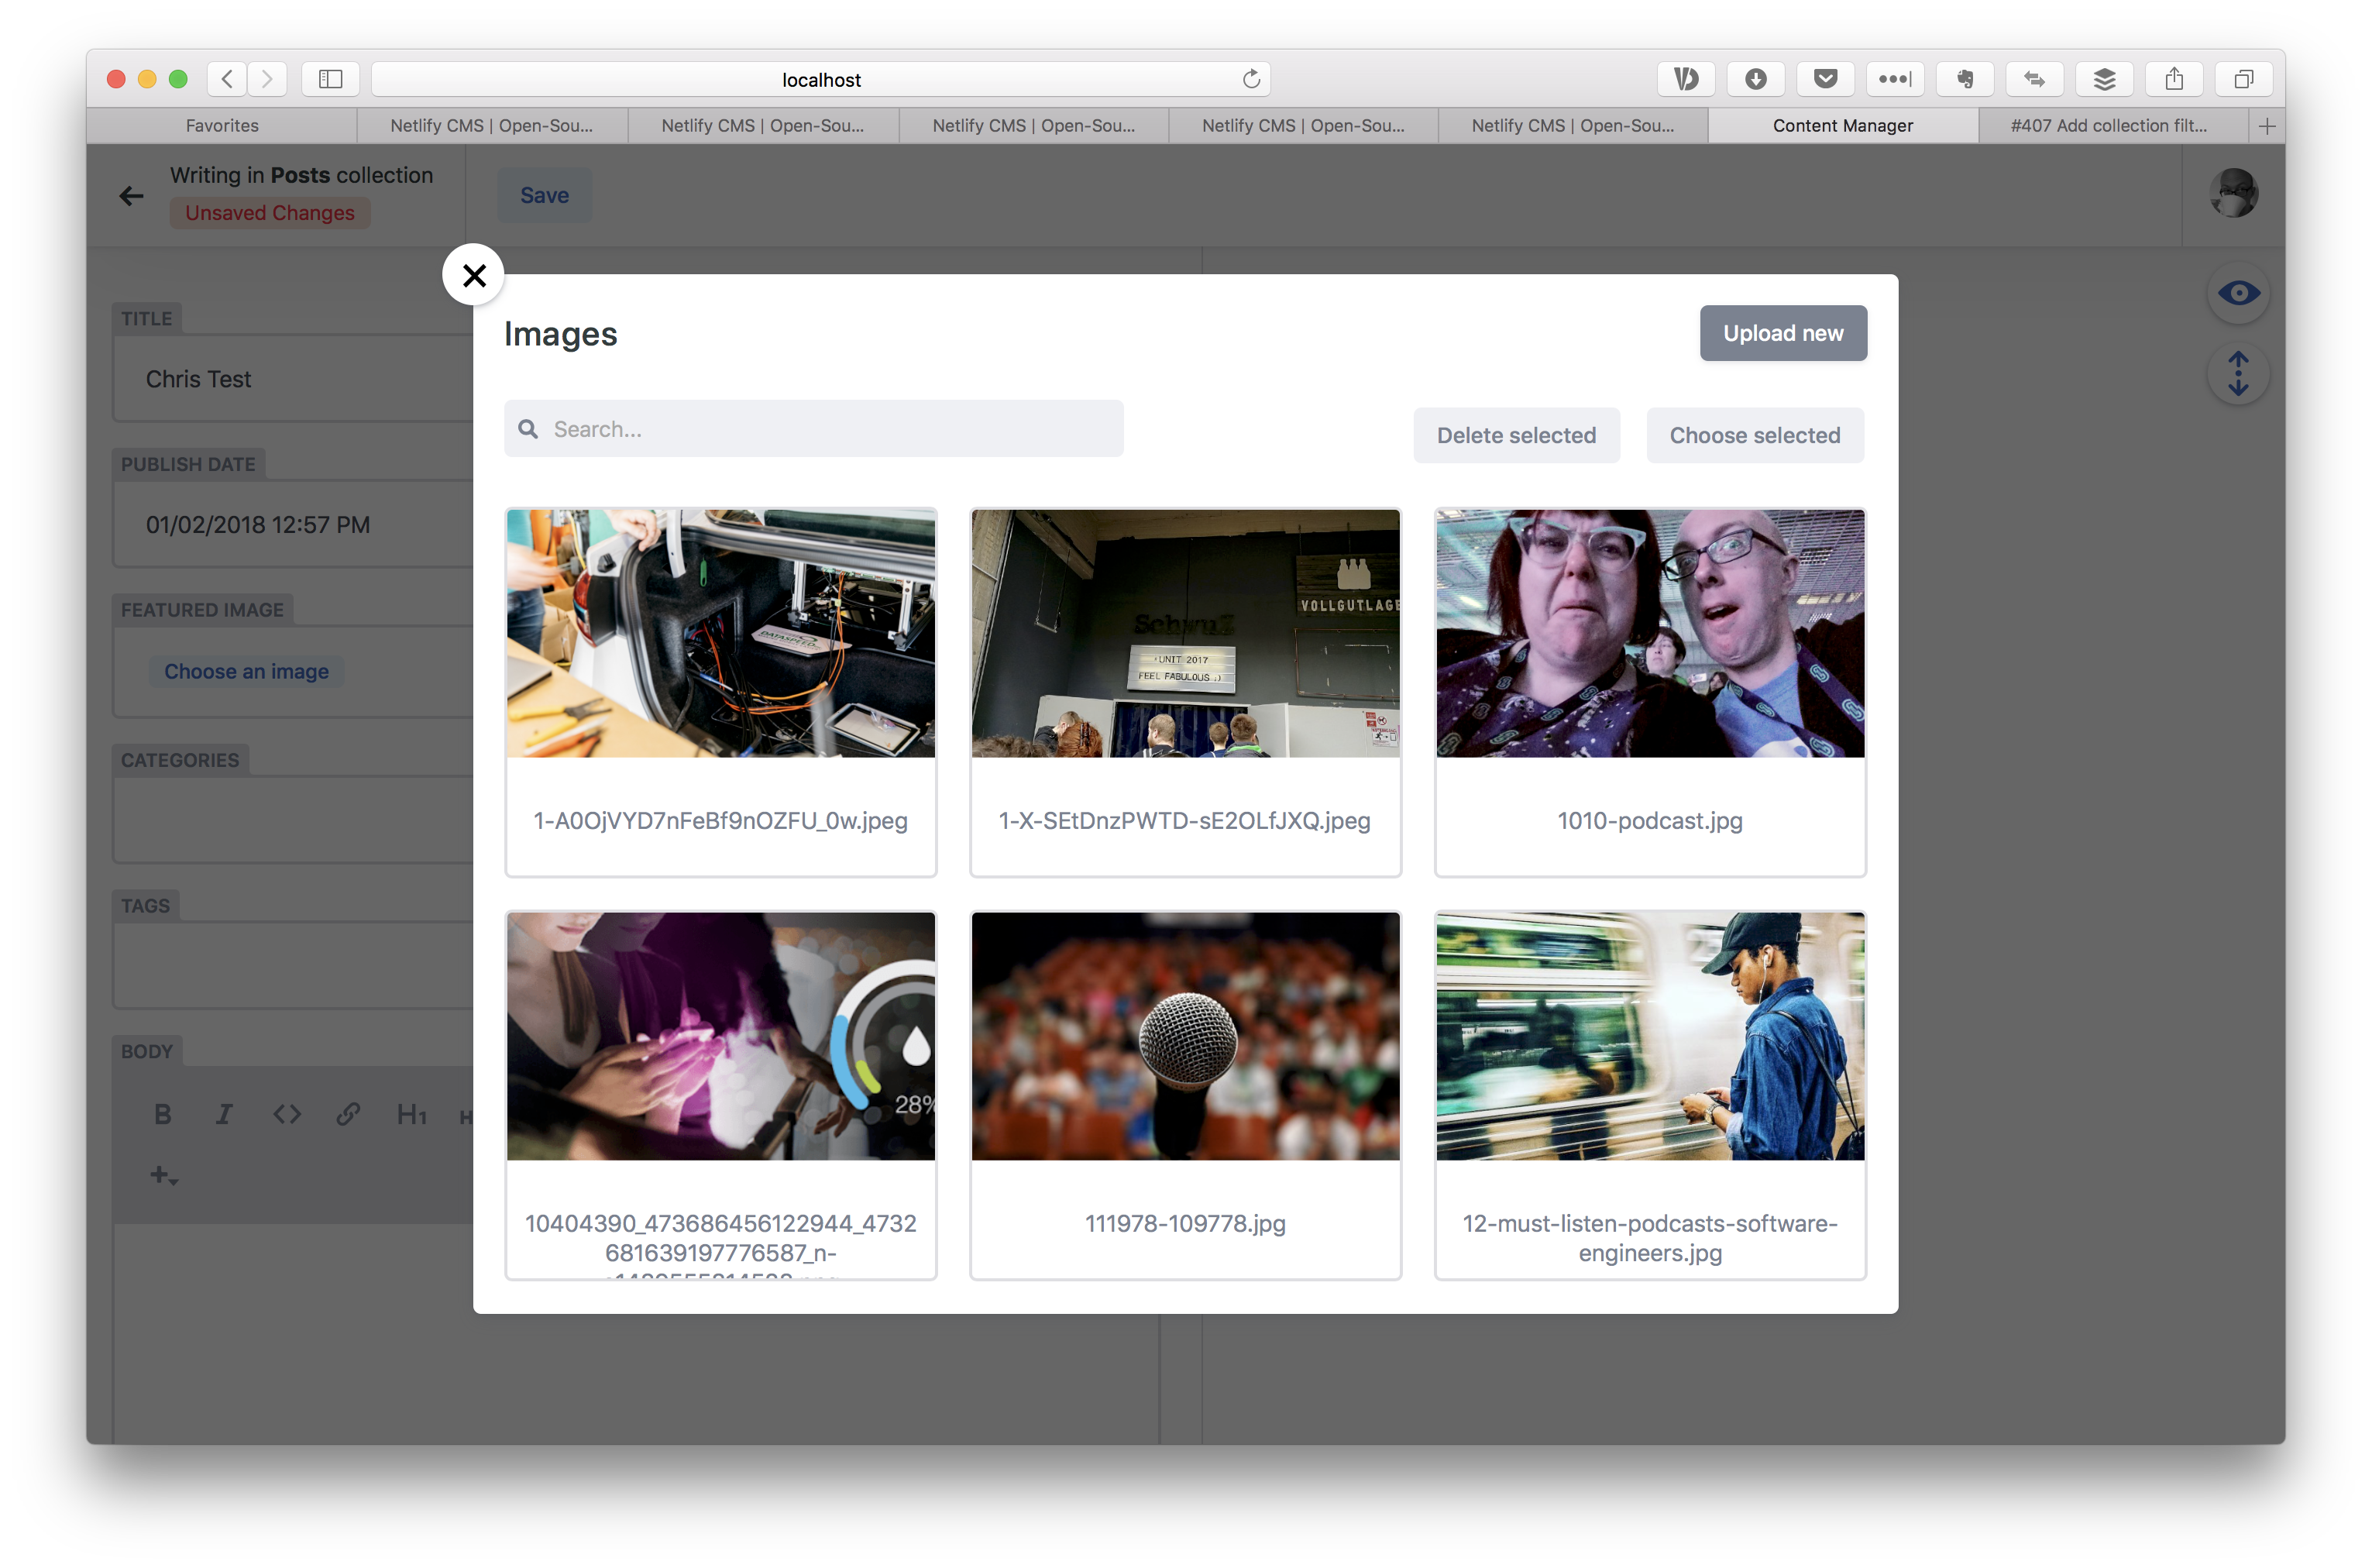 localhost
Favorites
Netlify CMS | Open-Sou...
Netlify CMS | Open-Sou...
Netlify CMS | Open-Sou...
Netlify CMS | Open-Sou...
Netlify CMS | Open-Sou...
Content Manager
#407 Add collection filt...
Writing in Posts collection
Unsaved Changes
Save
TITLE
Chris Test
PUBLISH DATE
01/02/2018 12:57 PM
FEATURED IMAGE
Choose an image
CATEGORIES
TAGS
BODY
B I <> H1 H
Images
Upload new
Search...
Delete selected
Choose selected
DATASPEED
VOLLGUTLAGE
SchwuZ
UNIT 2017
FEEL FABULOUS :)
1-A0OjVYD7nFeBf9nOZFU_0w.jpeg
1-X-SEtDnzPWTD-sE2OLfJXQ.jpeg
1010-podcast.jpg
28%
10404390_473686456122944_4732
681639197776587_n-
111978-109778.jpg
12-must-listen-podcasts-software-
engineers.jpg